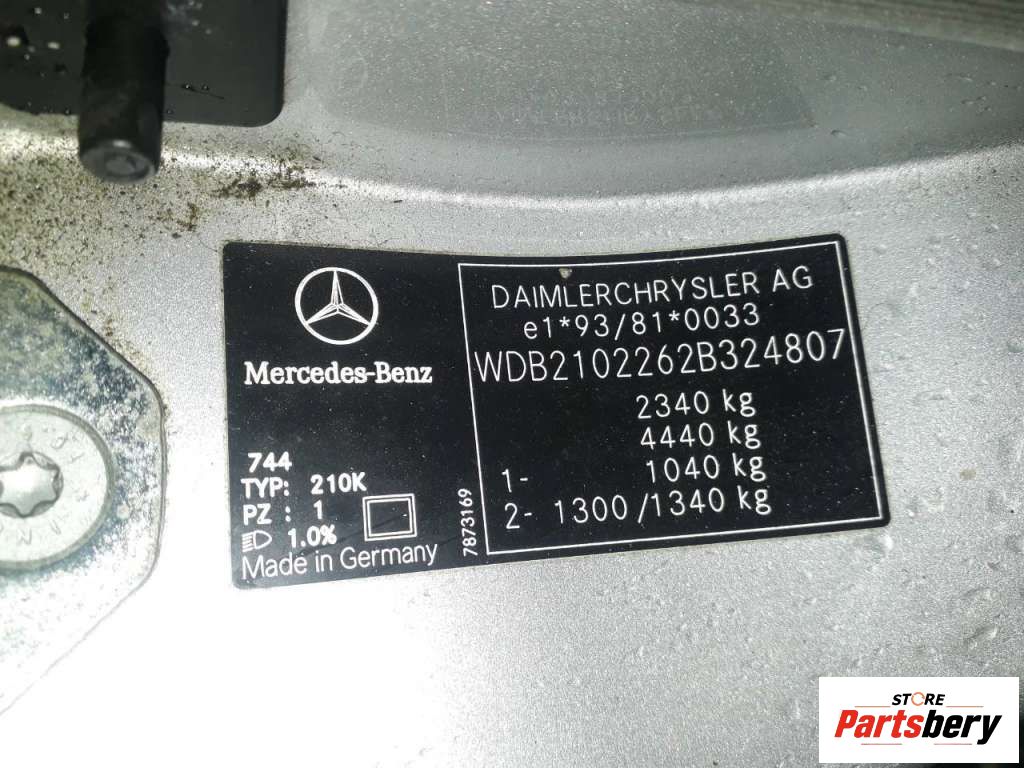 Mercedes-Benz
744
TYP: 210K
PZ : 1
1.0%
Made in Germany
7873169
DAIMLERCHRYSLER AG
e1*93/81*0033
WDB2102262B324807
2340 kg
4440 kg
1- 1040 kg
2- 1300/1340 kg
STORE
Partsbery